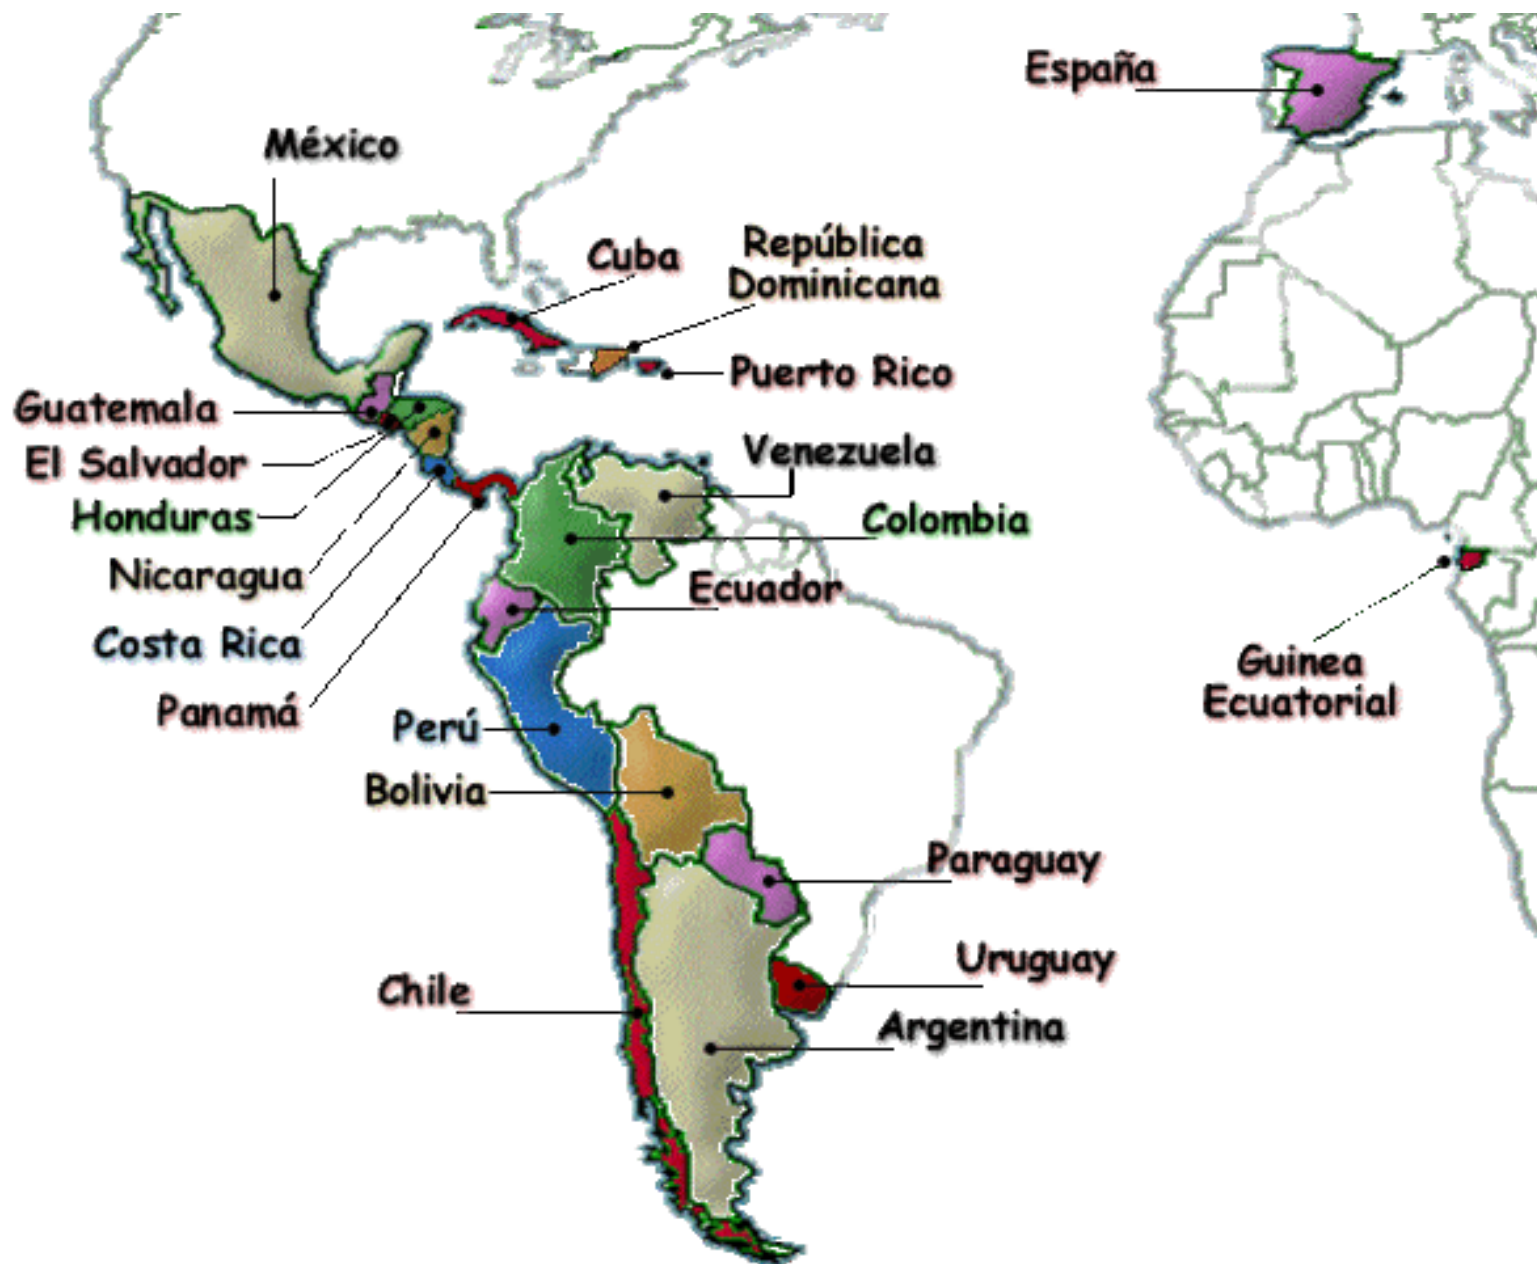 España
México
Cuba
República
Dominicana
Puerto Rico
Guatemala
El Salvador
Honduras
Nicaragua
Costa Rica
Panamá
Venezuela
Colombia
Ecuador
Guinea
Ecuatorial
Perú
Bolivia
Paraguay
Uruguay
Chile
Argentina